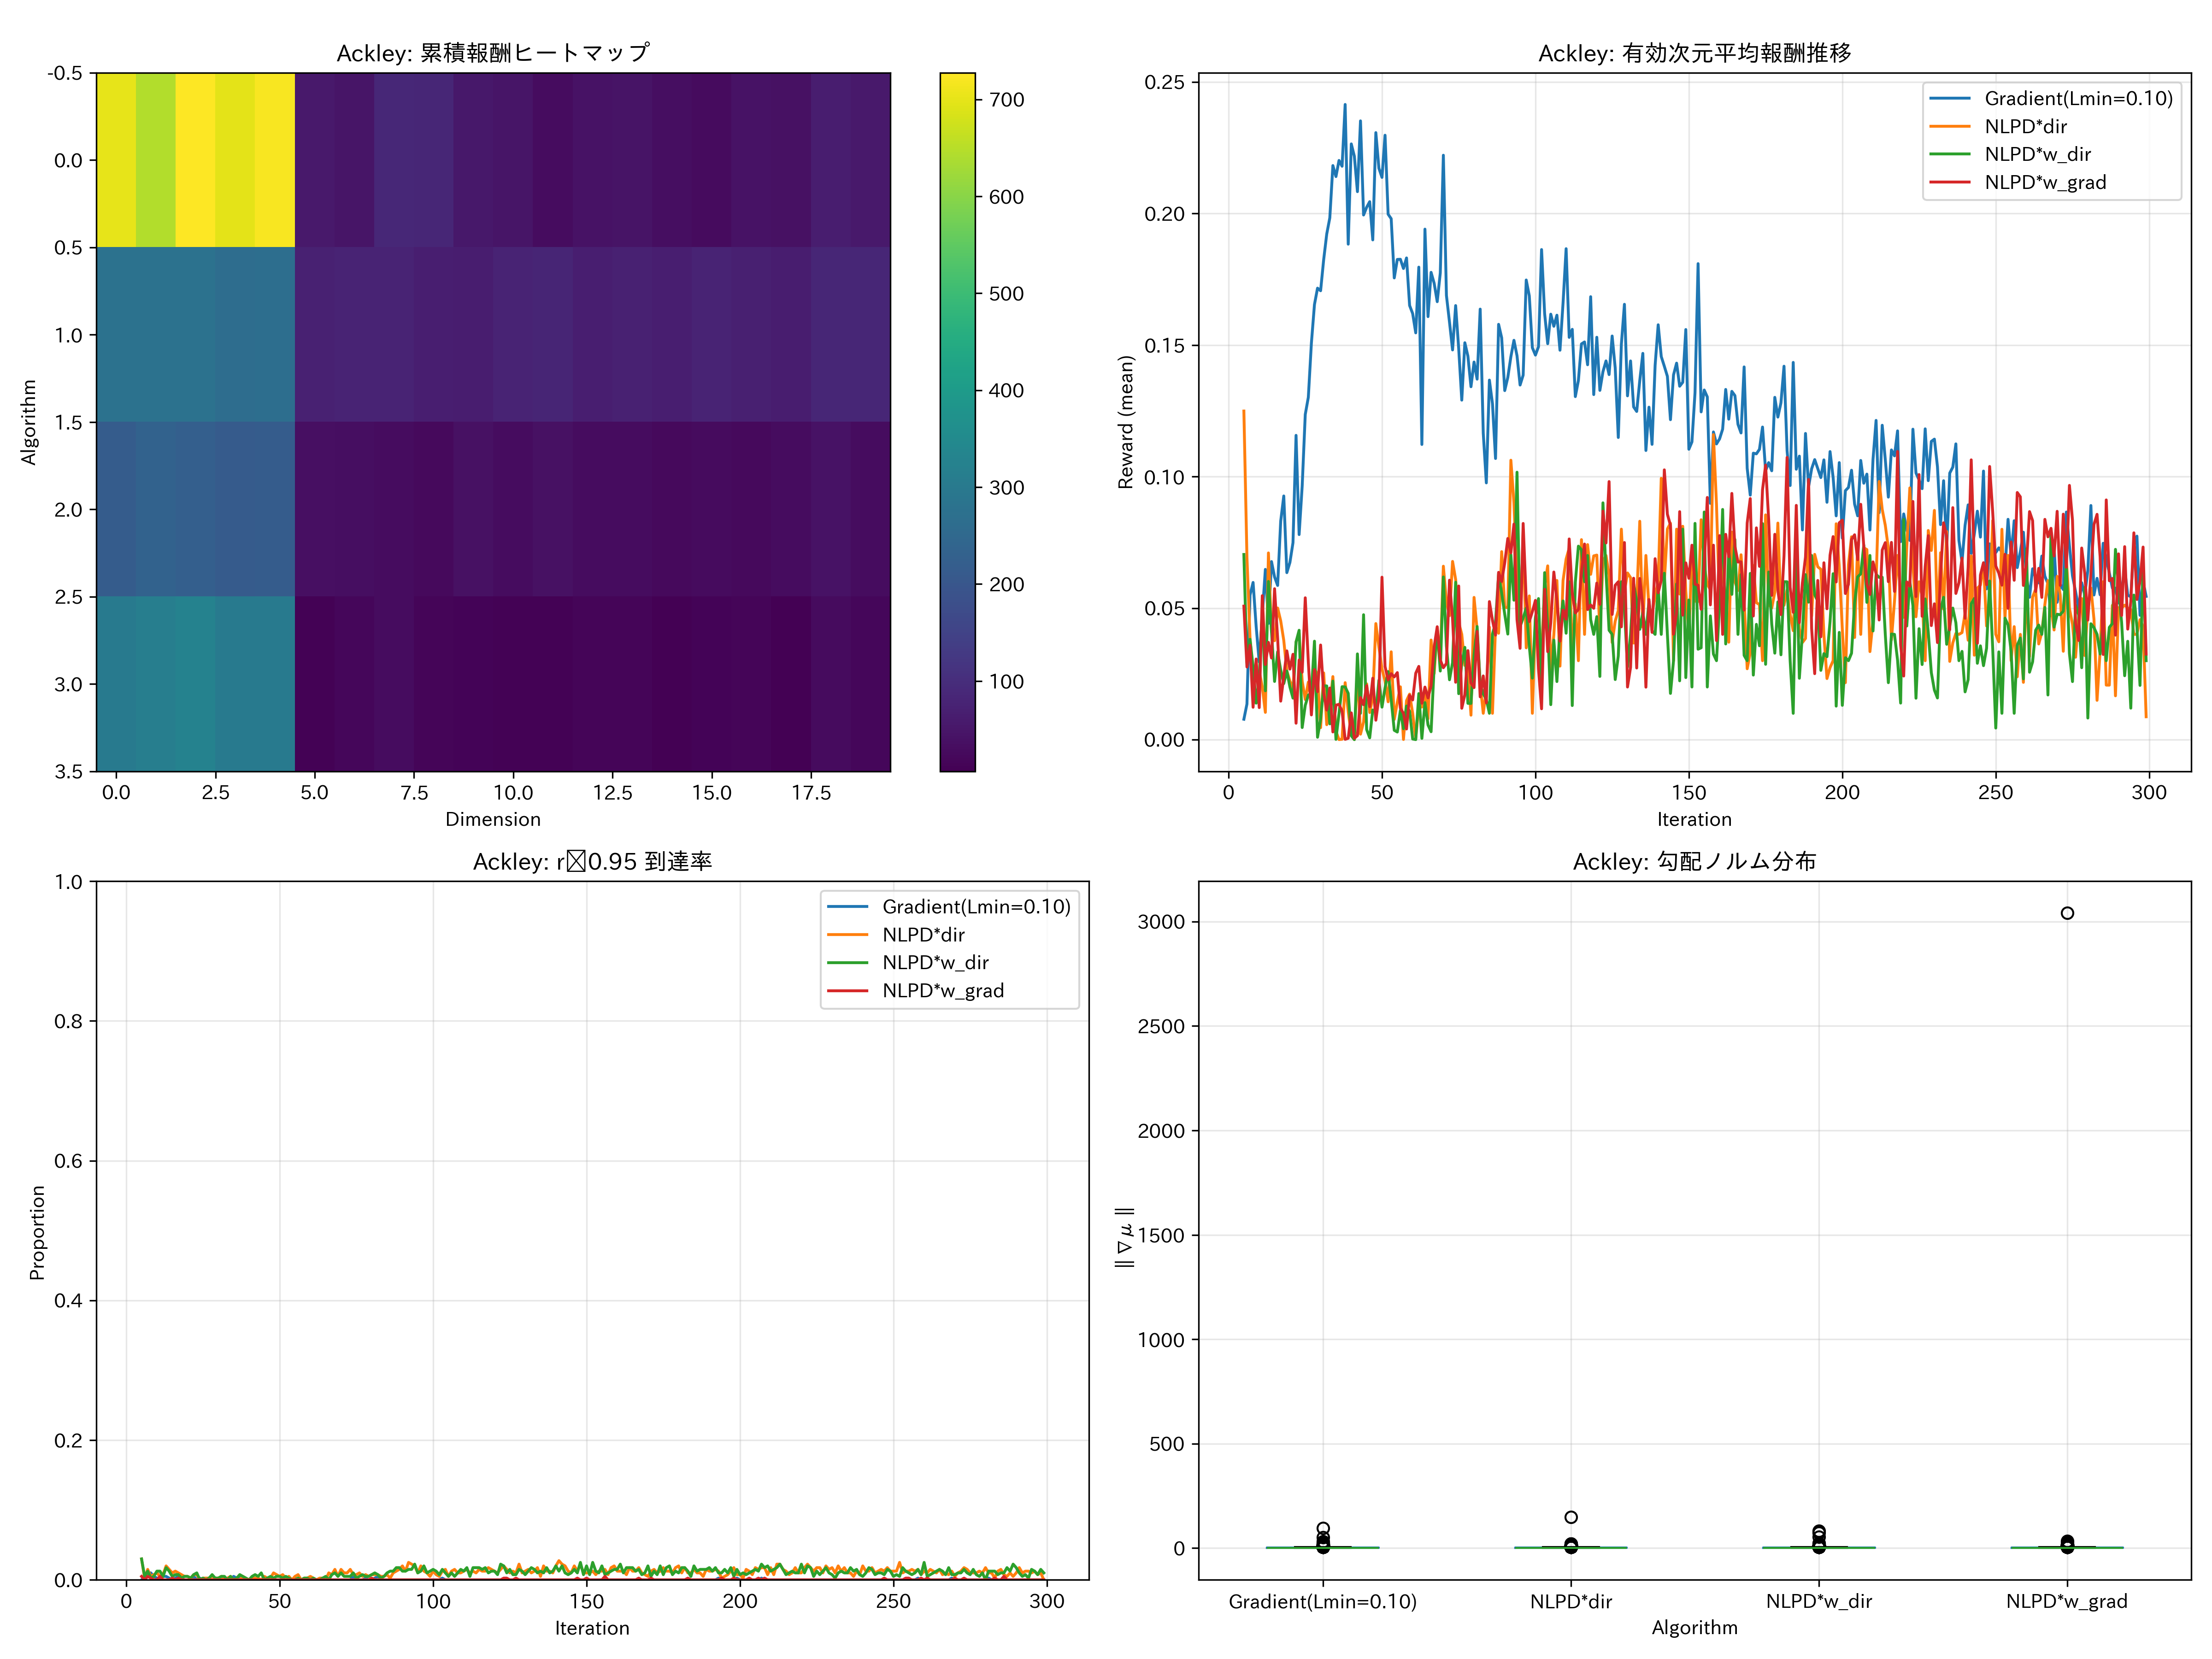 Ackley: 累積報酬ヒートマップ
-0.5
0.0
0.5
1.0
1.5
2.0
2.5
3.0
3.5
Algorithm
0.0
2.5
5.0
7.5
10.0
12.5
15.0
17.5
Dimension
700
600
500
400
300
200
100
Ackley: 有効次元平均報酬推移
0.25
0.20
0.15
0.10
0.05
0.00
Reward (mean)
0
50
100
150
200
250
300
Iteration
Gradient(Lmin=0.10)
NLPD*dir
NLPD*w_dir
NLPD*w_grad
Ackley: r☒0.95 到達率
1.0
0.8
0.6
0.4
0.2
0.0
Proportion
0
50
100
150
200
250
300
Iteration
Gradient(Lmin=0.10)
NLPD*dir
NLPD*w_dir
NLPD*w_grad
Ackley: 勾配ノルム分布
3000
2500
2000
1500
1000
500
0
‖∇μ‖
Gradient(Lmin=0.10)
NLPD*dir
NLPD*w_dir
NLPD*w_grad
Algorithm